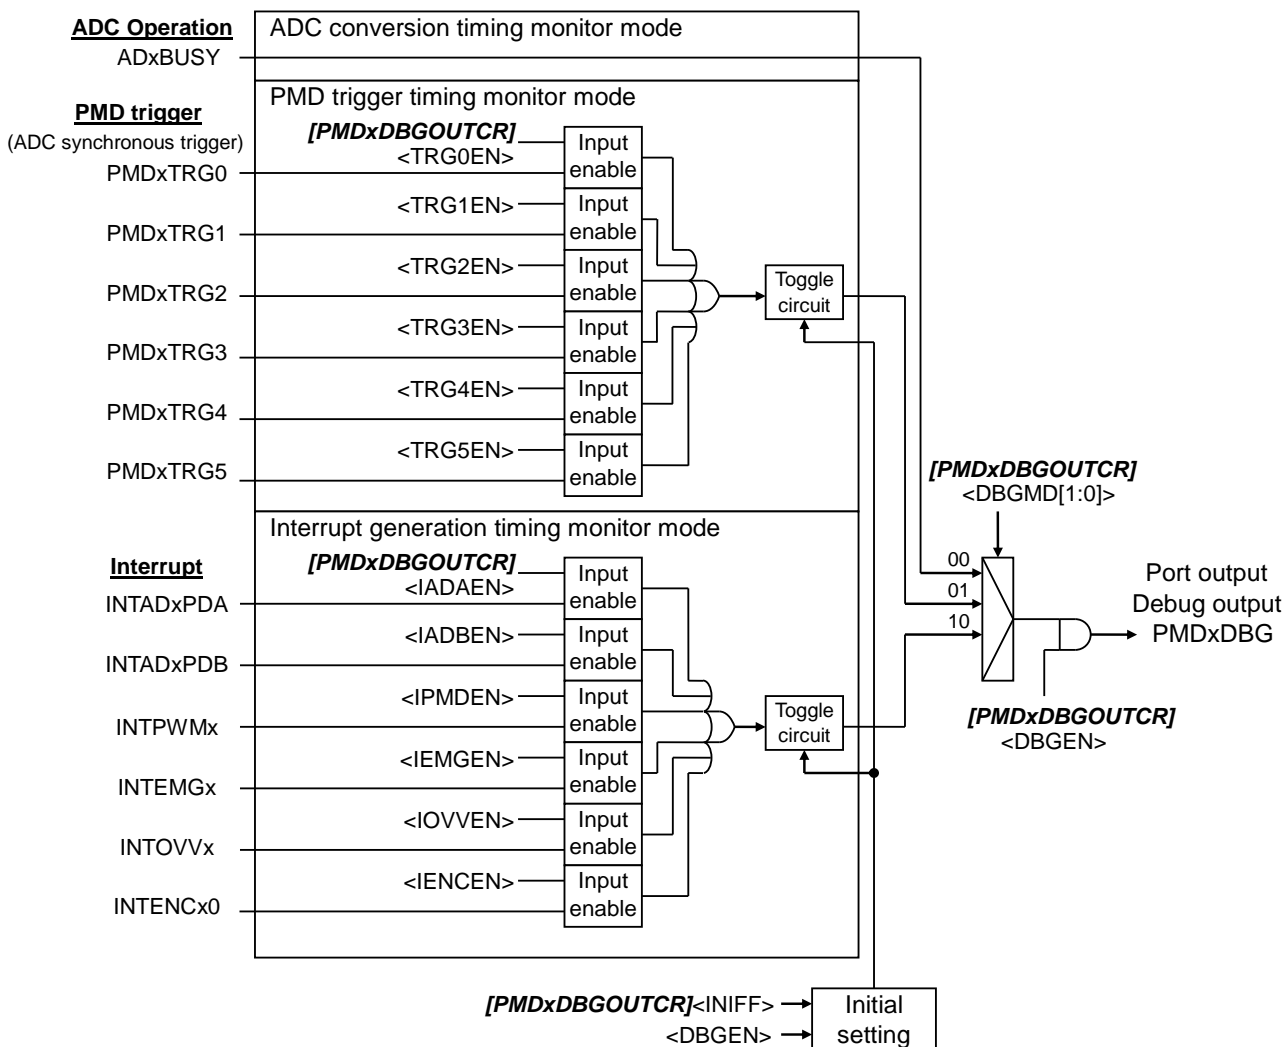 ADC Operation
ADxBUSY
ADC conversion timing monitor mode
PMD trigger timing monitor mode
PMD trigger
(ADC synchronous trigger)
[PMDxDBGOUTCR]
<TRG0EN>
Input
enable
PMDxTRG0
<TRG1EN>
Input
enable
PMDxTRG1
<TRG2EN>
Input
enable
PMDxTRG2
<TRG3EN>
Input
enable
PMDxTRG3
<TRG4EN>
Input
enable
PMDxTRG4
<TRG5EN>
Input
enable
PMDxTRG5
Toggle
circuit
Interrupt generation timing monitor mode
Interrupt
[PMDxDBGOUTCR]
<IADAEN>
Input
enable
INTADxPDA
<IADBEN>
Input
enable
INTADxPDB
<IPMDEN>
Input
enable
INTPWMx
<IEMGEN>
Input
enable
INTEMGx
<IOVVEN>
Input
enable
INTOVVx
<IENCEN>
Input
enable
INTENCx0
Toggle
circuit
[PMDxDBGOUTCR]
<DBGMD[1:0]>
00
01
10
Port output
Debug output
PMDxDBG
[PMDxDBGOUTCR]
<DBGEN>
[PMDxDBGOUTCR]<INIFF>
<DBGEN>
Initial
setting